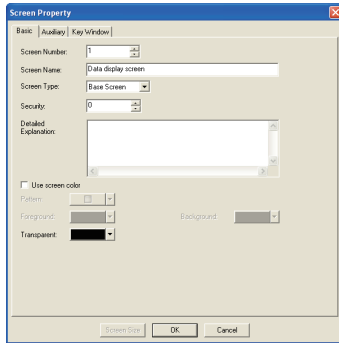 Screen Property
Basic Auxiliary Key Window
Screen Number: 1
Screen Name: Data display screen
Screen Type: Base Screen
Security: 0
Detailed
Explanation:
Use screen color
Pattern:
Foreground: Background:
Transparent:
Screen Size OK Cancel